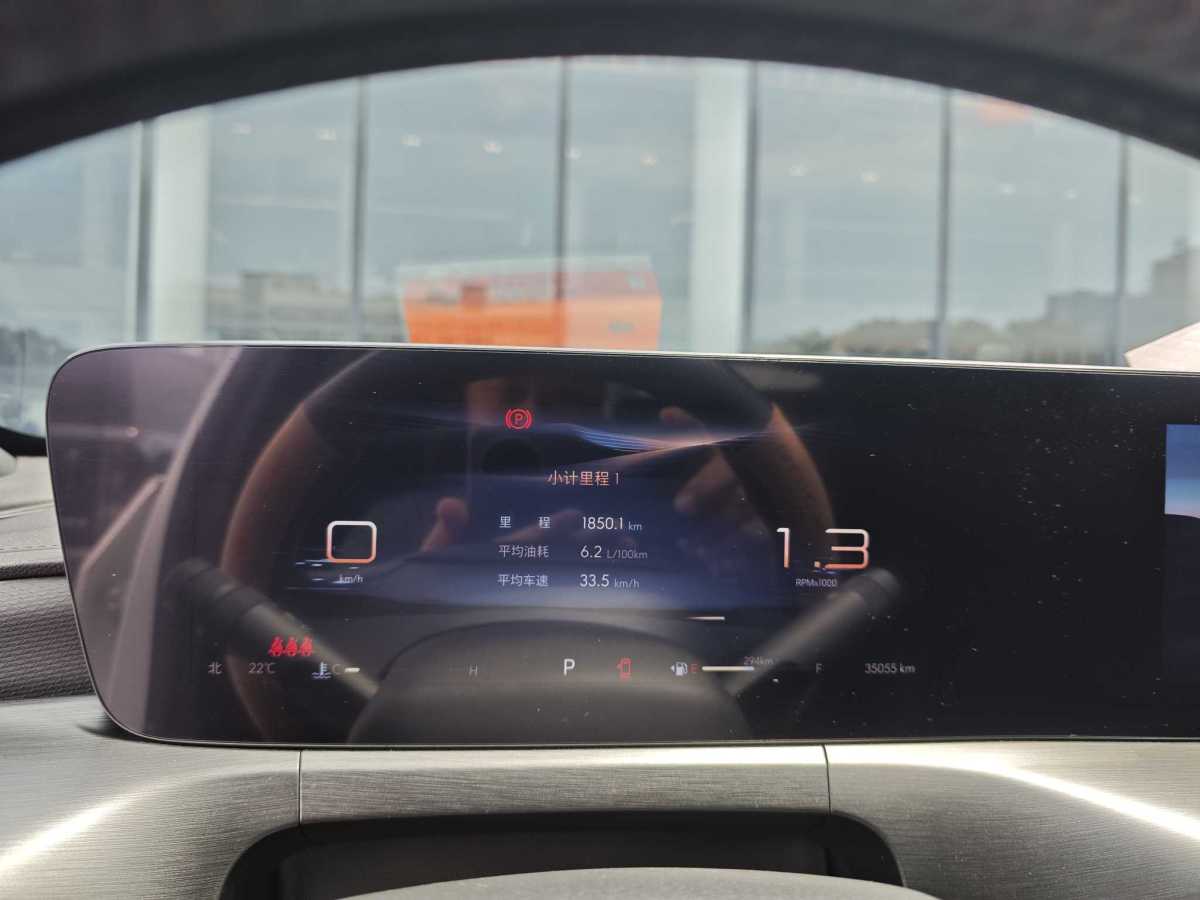 P
小计里程 1
里 程 1850.1 km
平均油耗 6.2 L/100km
平均车速 33.5 km/h
0
km/h
1.3
RPMx1000
北 22℃ C H P E 294km F 35055 km